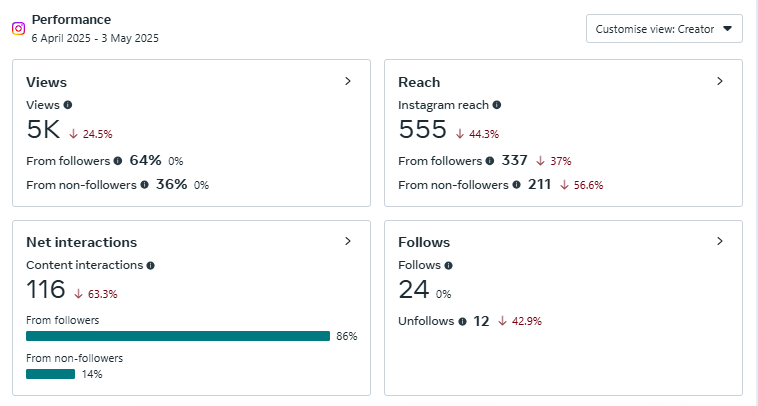 Performance
6 April 2025 - 3 May 2025
Customise view: Creator
Views
Views
5K ↓ 24.5%
From followers 64% 0%
From non-followers 36% 0%
Reach
Instagram reach
555 ↓ 44.3%
From followers 337 ↓ 37%
From non-followers 211 ↓ 56.6%
Net interactions
Content interactions
116 ↓ 63.3%
From followers
86%
From non-followers
14%
Follows
Follows
24 0%
Unfollows 12 ↓ 42.9%